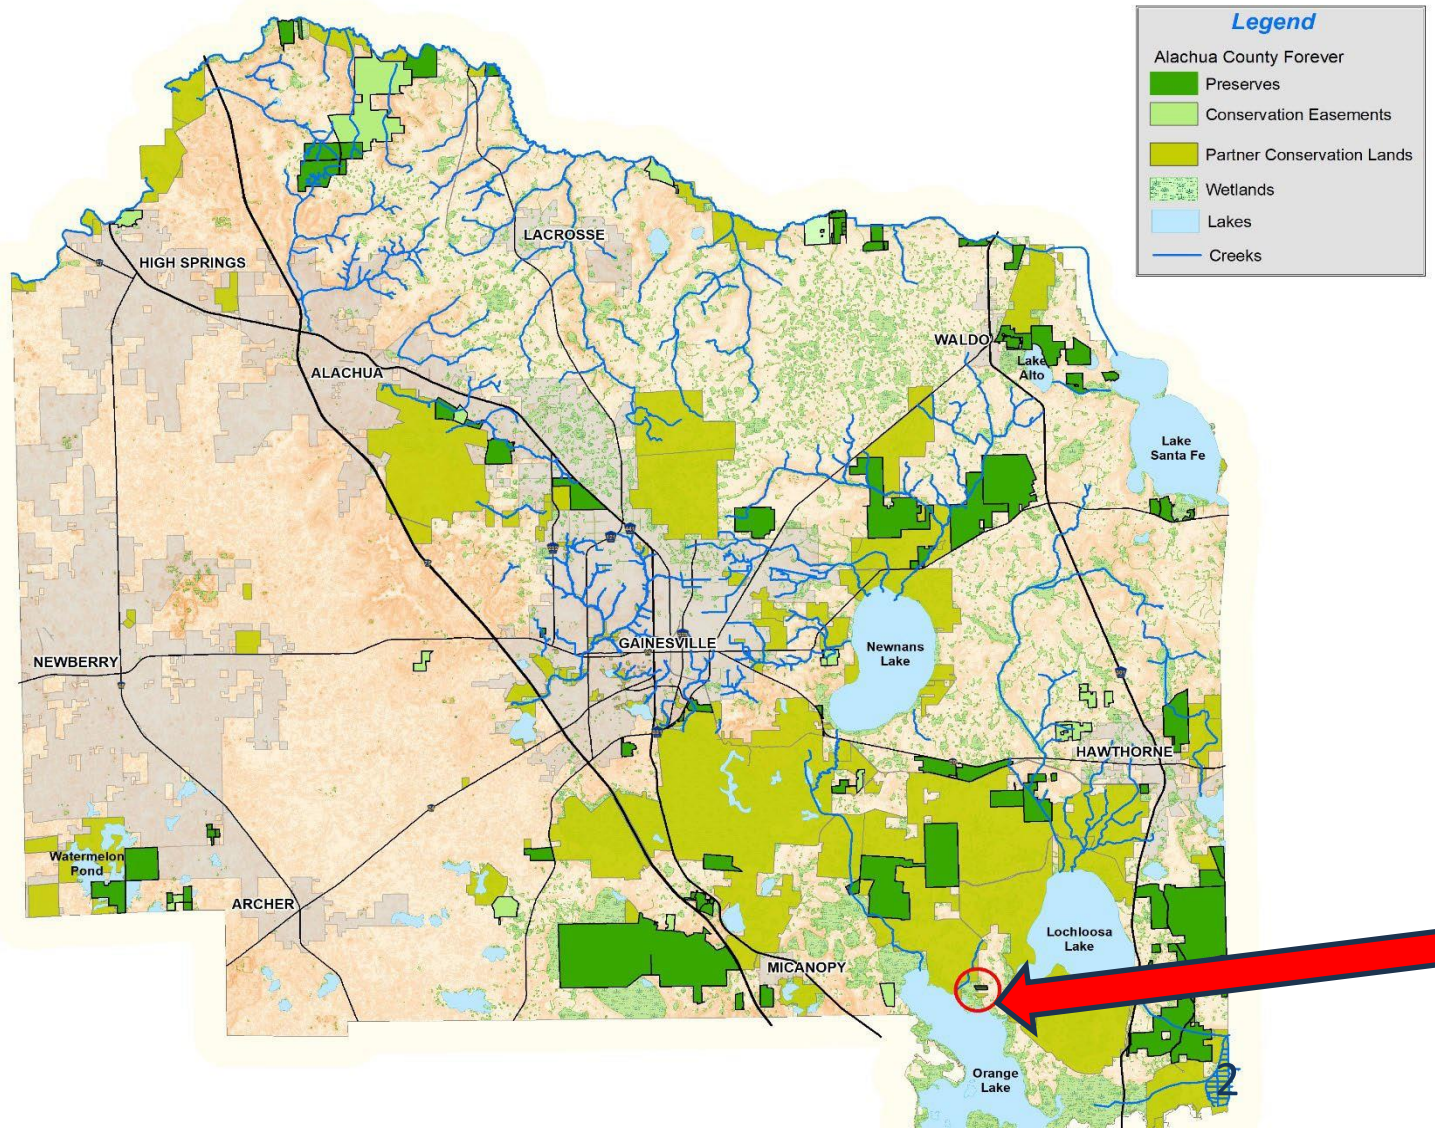 Legend
Alachua County Forever
Preserves
Conservation Easements
Partner Conservation Lands
Wetlands
Lakes
Creeks
LACROSSE
HIGH SPRINGS
WALDO
Lake
Alto
ALACHUA
Lake
Santa Fe
GAINESVILLE
Newnans
Lake
NEWBERRY
HAWTHORNE
Watermelon
Pond
ARCHER
Lochloosa
Lake
MICANOPY
Orange
Lake
2